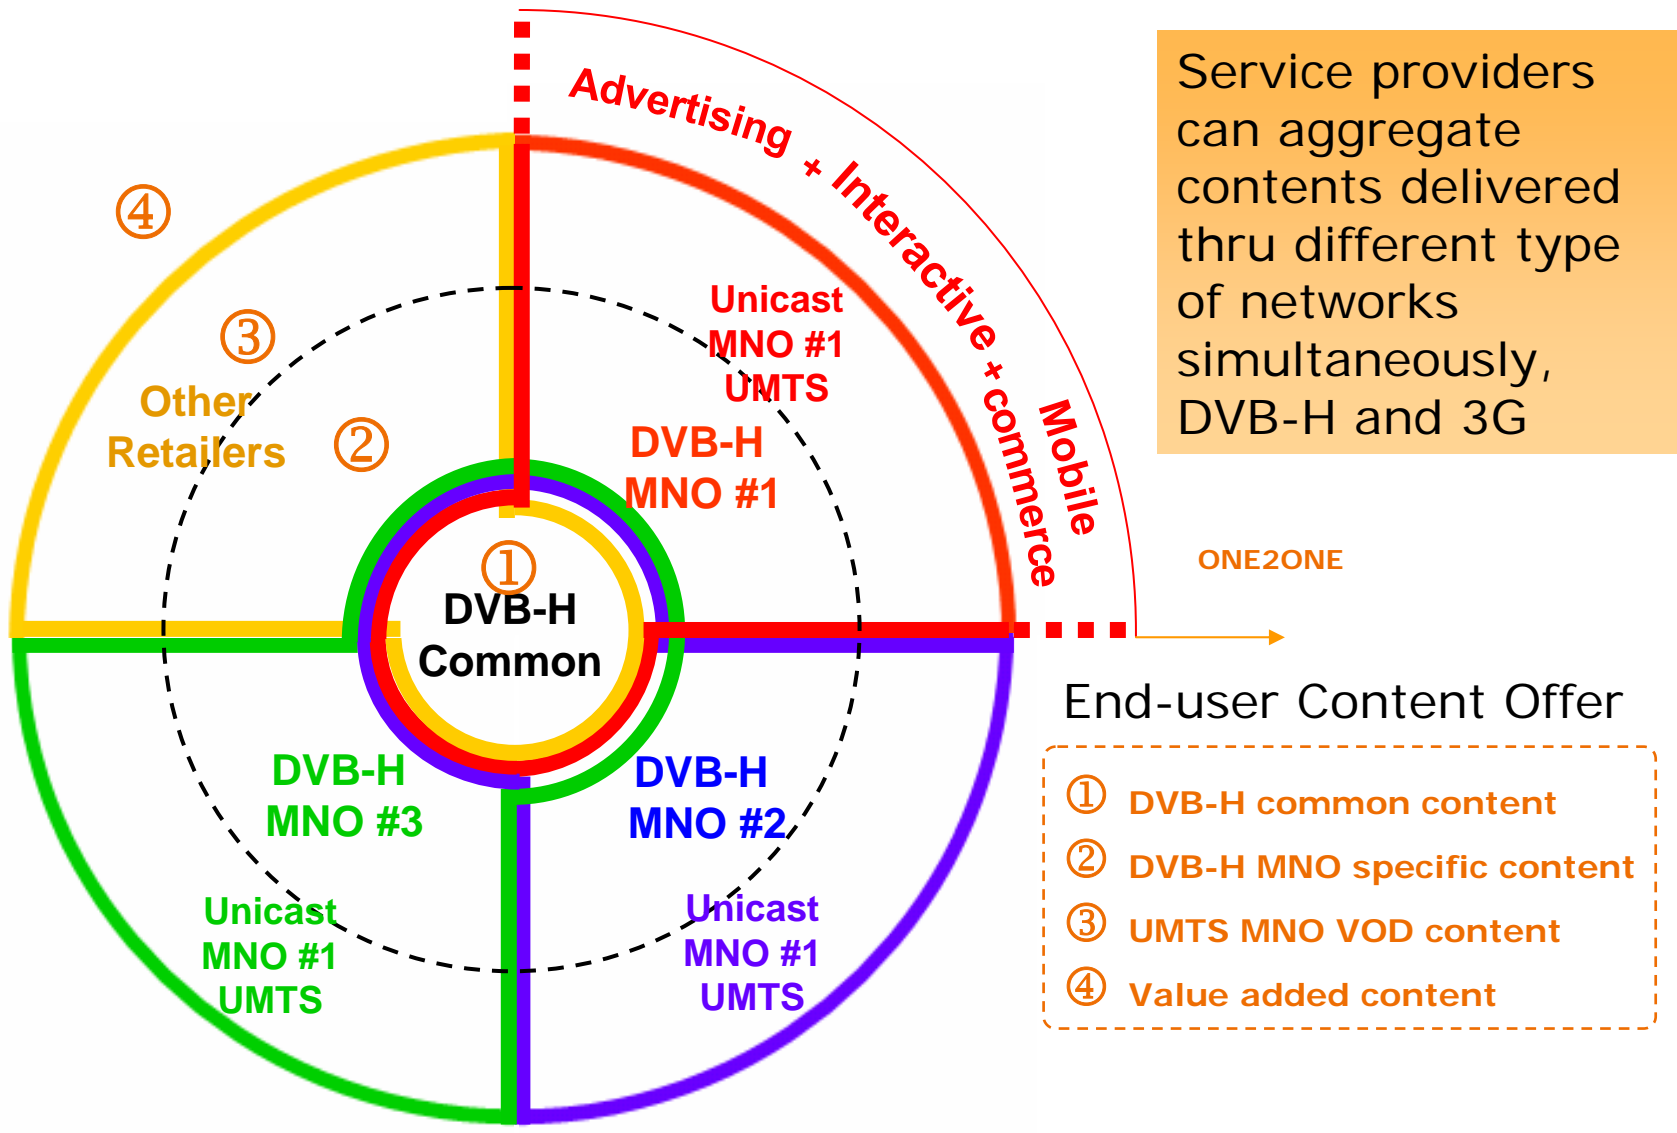 Advertising + Interactive + Mobile
commerce
Service providers
can aggregate
contents delivered
thru different type
of networks
simultaneously,
DVB-H and 3G
④
③
Other
Retailers
②
Unicast
MNO #1
UMTS
DVB-H
MNO #1
①
DVB-H
Common
ONE2ONE
DVB-H
MNO #3
DVB-H
MNO #2
Unicast
MNO #1
UMTS
Unicast
MNO #1
UMTS
End-user Content Offer
① DVB-H common content
② DVB-H MNO specific content
③ UMTS MNO VOD content
④ Value added content